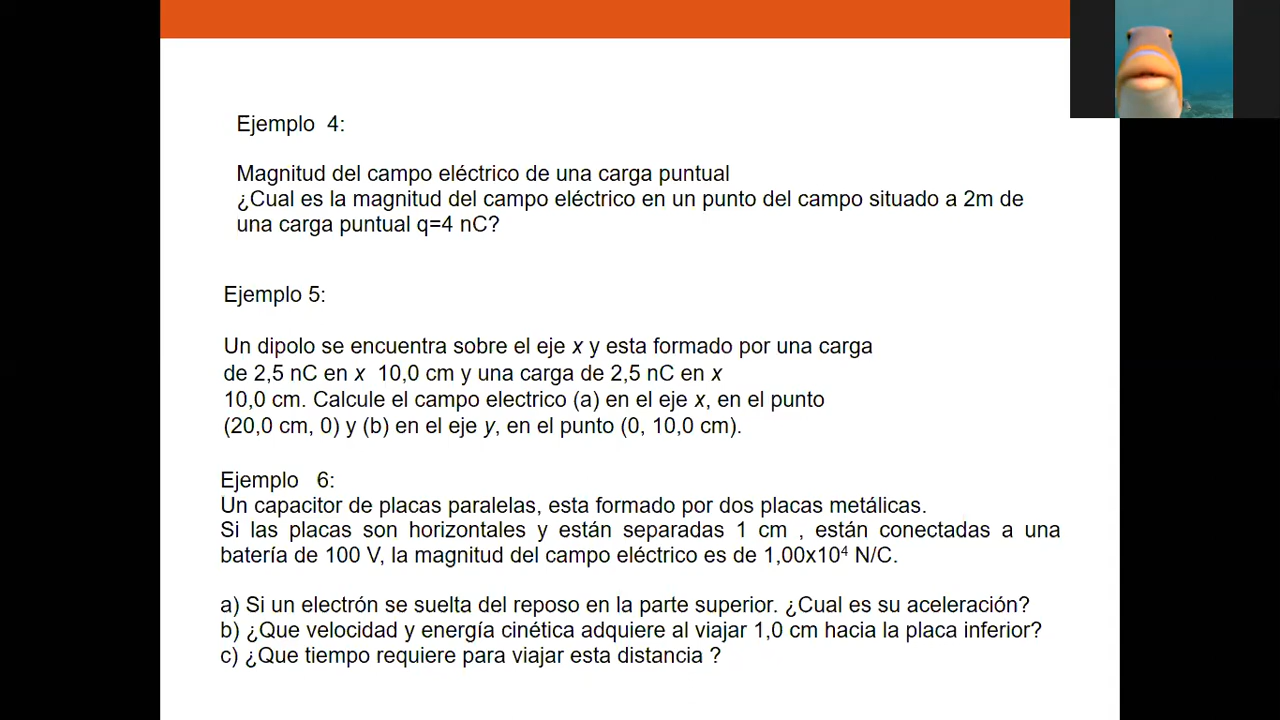 Ejemplo 4:
Magnitud del campo eléctrico de una carga puntual
¿Cual es la magnitud del campo eléctrico en un punto del campo situado a 2m de
una carga puntual q=4 nC?
Ejemplo 5:
Un dipolo se encuentra sobre el eje x y esta formado por una carga
de 2,5 nC en x 10,0 cm y una carga de 2,5 nC en x
10,0 cm. Calcule el campo electrico (a) en el eje x, en el punto
(20,0 cm, 0) y (b) en el eje y, en el punto (0, 10,0 cm).
Ejemplo 6:
Un capacitor de placas paralelas, esta formado por dos placas metálicas.
Si las placas son horizontales y están separadas 1 cm , están conectadas a una
batería de 100 V, la magnitud del campo eléctrico es de 1,00x10⁴ N/C.
a) Si un electrón se suelta del reposo en la parte superior. ¿Cual es su aceleración?
b) ¿Que velocidad y energía cinética adquiere al viajar 1,0 cm hacia la placa inferior?
c) ¿Que tiempo requiere para viajar esta distancia ?